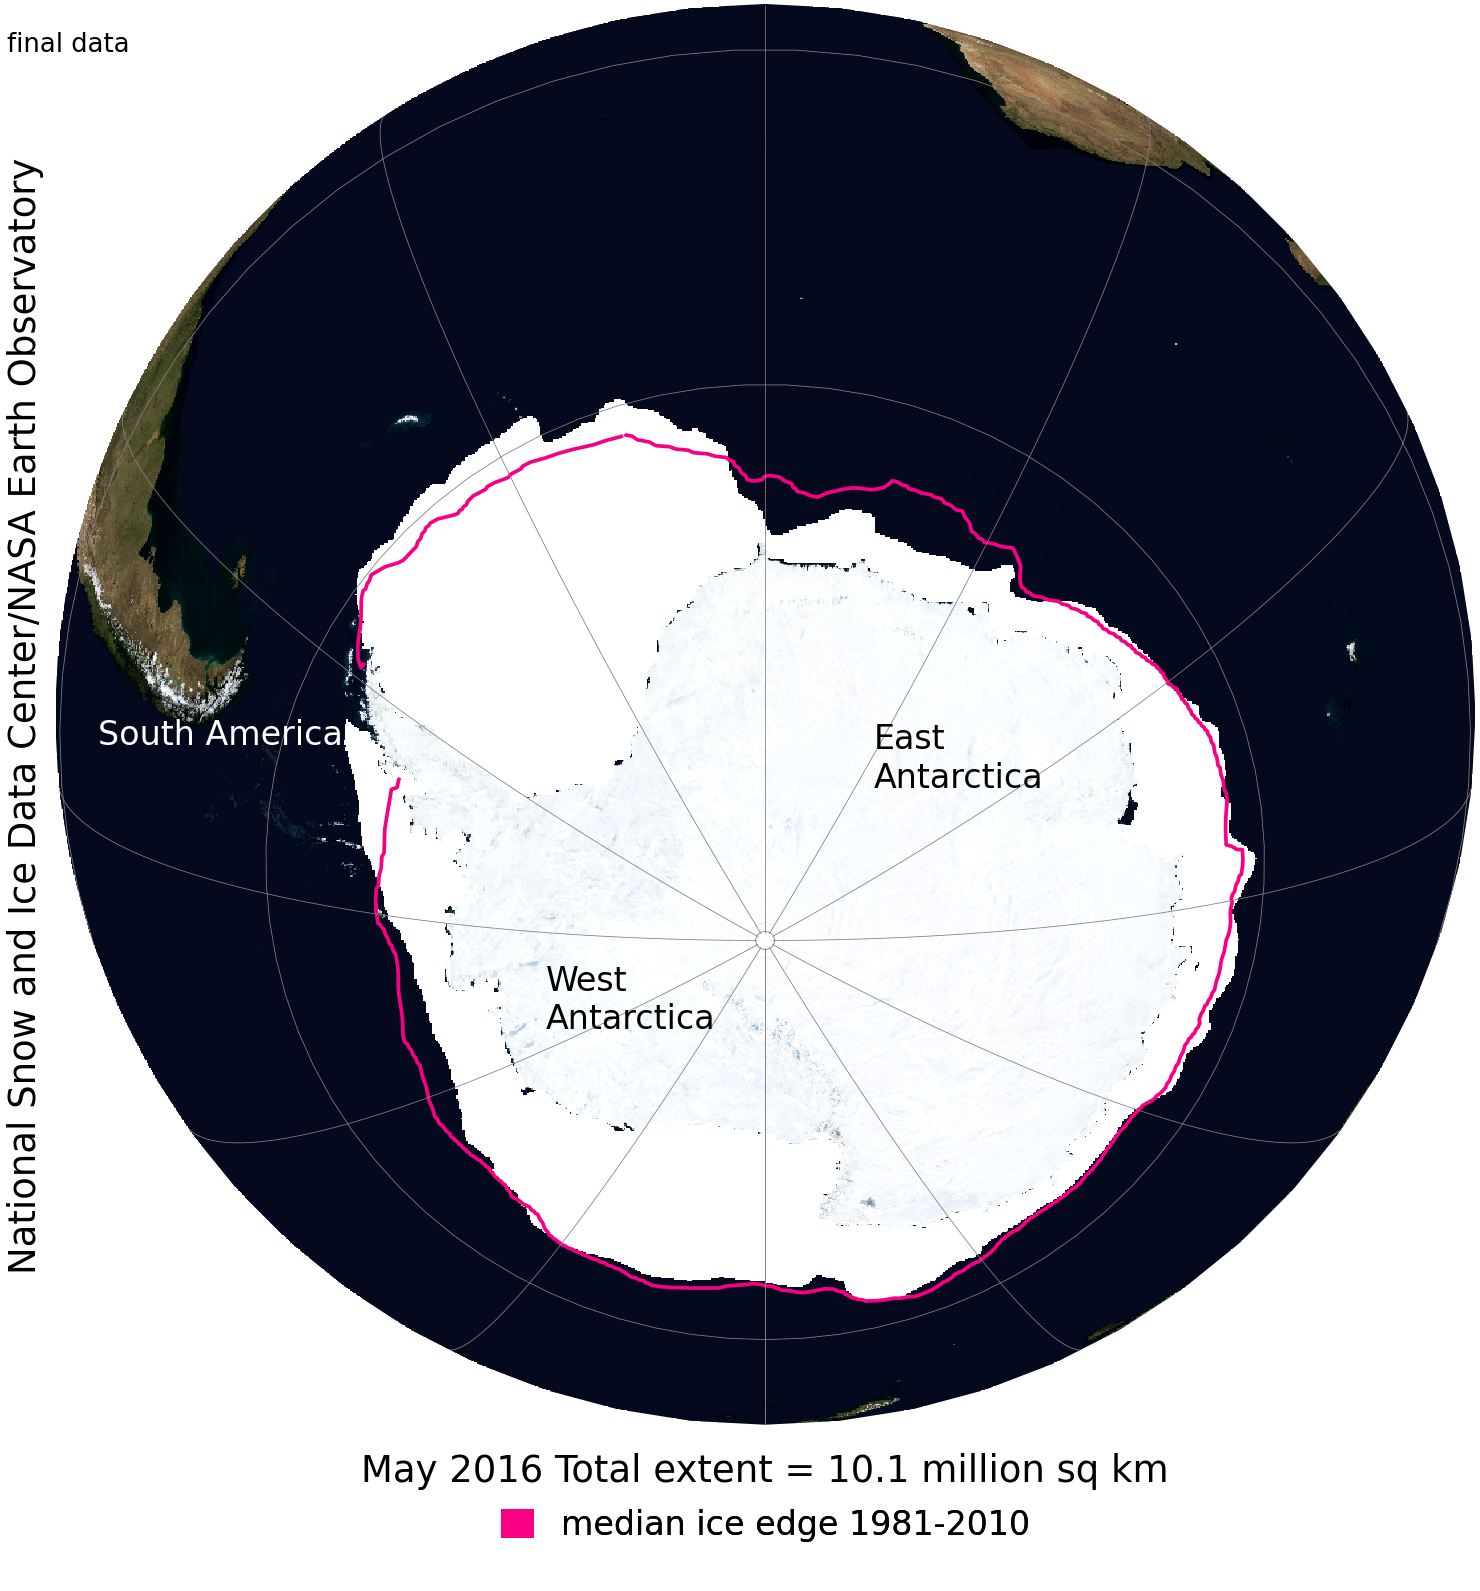 final data
National Snow and Ice Data Center/NASA Earth Observatory
South America
East
Antarctica
West
Antarctica
May 2016 Total extent = 10.1 million sq km
median ice edge 1981-2010